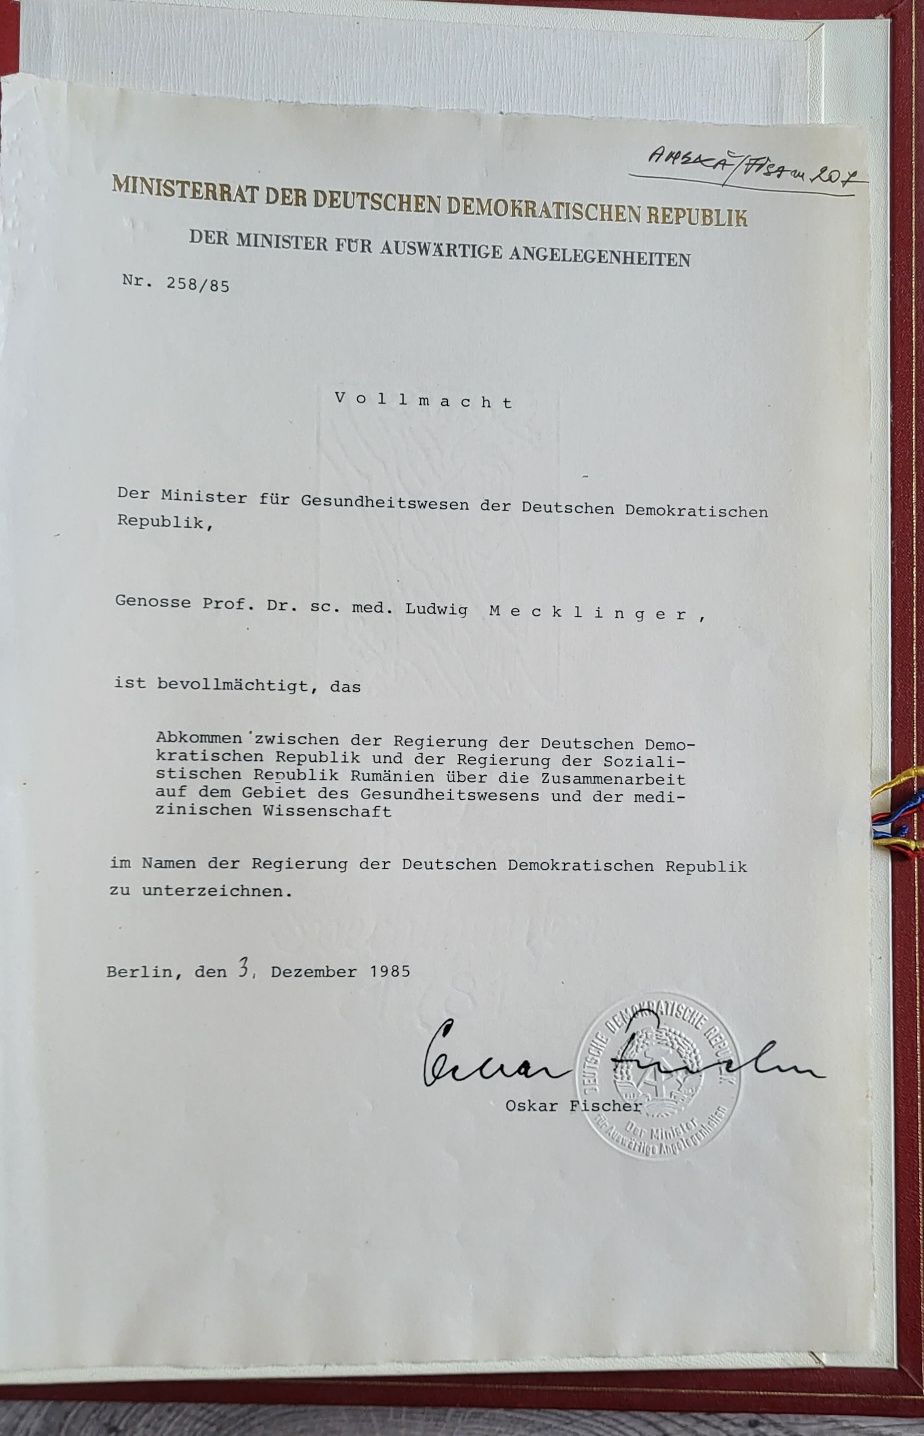 MINISTERRAT DER DEUTSCHEN DEMOKRATISCHEN REPUBLIK
DER MINISTER FÜR AUSWÄRTIGE ANGELEGENHEITEN
Nr. 258/85
V o l l m a c h t
Der Minister für Gesundheitswesen der Deutschen Demokratischen
Republik,
Genosse Prof. Dr. sc. med. Ludwig M e c k l i n g e r ,
ist bevollmächtigt, das
Abkommen zwischen der Regierung der Deutschen Demo-
kratischen Republik und der Regierung der Soziali-
stischen Republik Rumänien über die Zusammenarbeit
auf dem Gebiet des Gesundheitswesens und der medi-
zinischen Wissenschaft
im Namen der Regierung der Deutschen Demokratischen Republik
zu unterzeichnen.
Berlin, den 3. Dezember 1985
Oskar Fischer
Oskar Fischer
DEUTSCHE DEMOKRATISCHE REPUBLIK
Der Minister
für Auswärtige Angelegenheiten